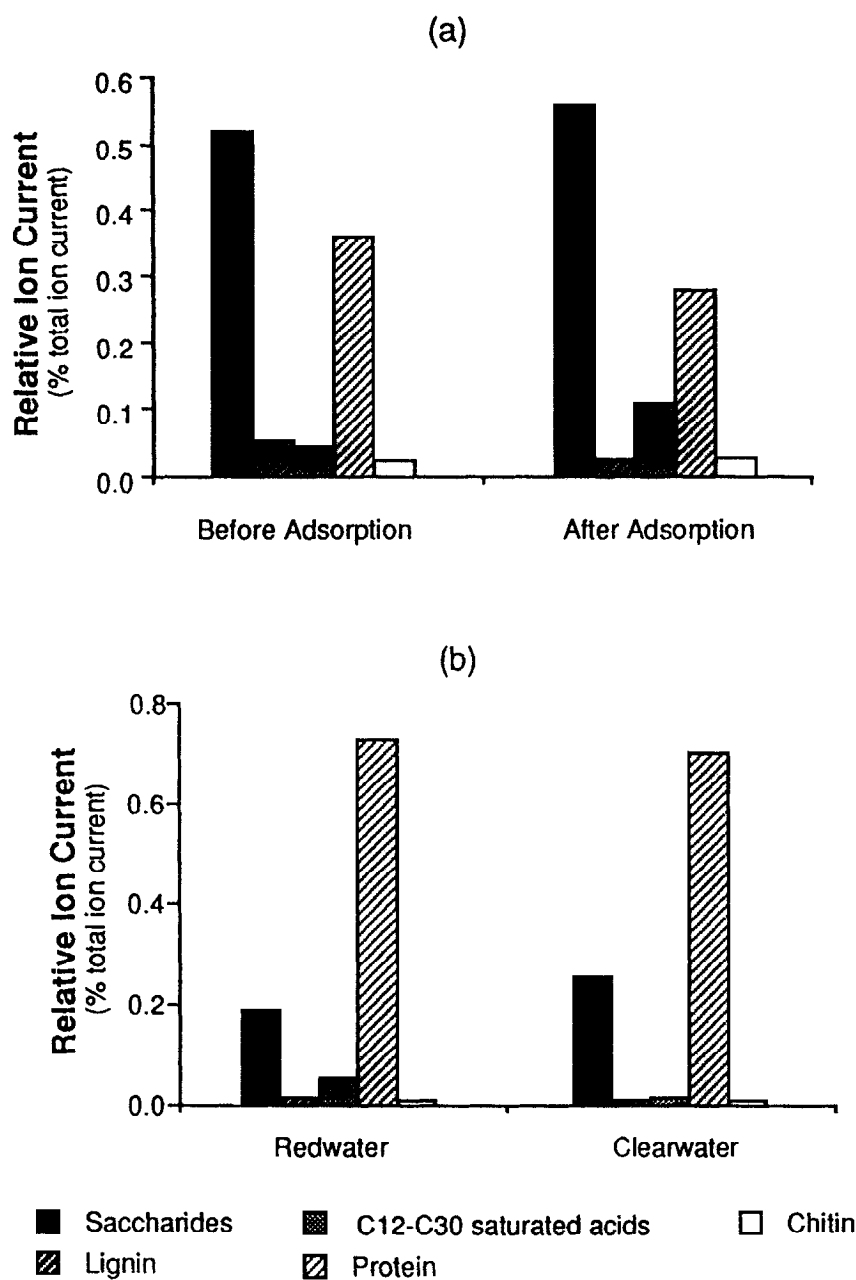 (a)
Relative Ion Current
(% total ion current)
0.6
0.5
0.4
0.3
0.2
0.1
0.0
Before Adsorption After Adsorption
(b)
Relative Ion Current
(% total ion current)
0.8
0.6
0.4
0.2
0.0
Redwater Clearwater
Saccharides C12-C30 saturated acids Chitin
Lignin Protein